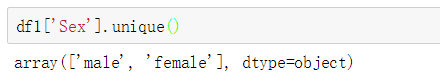 df1['Sex'].unique()
array(['male', 'female'], dtype=object)